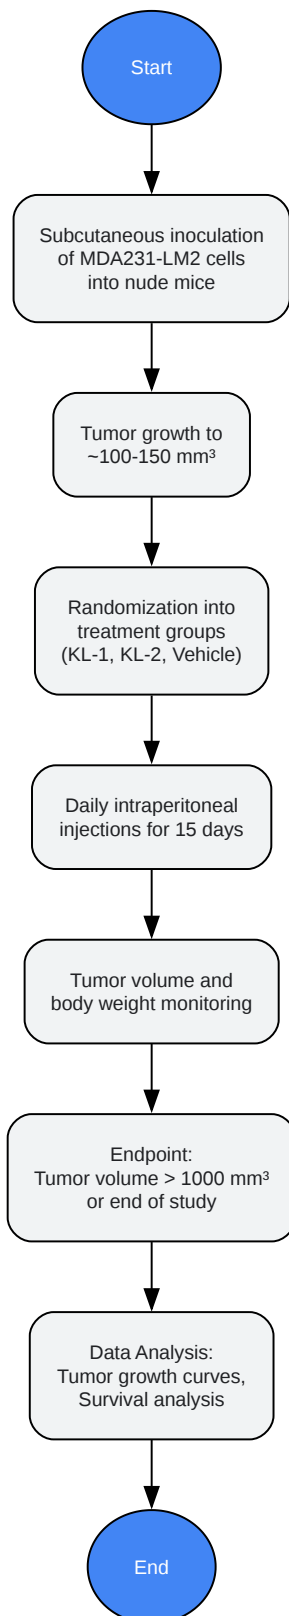 Start
Subcutaneous inoculation
of MDA231-LM2 cells
into nude mice
Tumor growth to
~100-150 mm³
Randomization into
treatment groups
(KL-1, KL-2, Vehicle)
Daily intraperitoneal
injections for 15 days
Tumor volume and
body weight monitoring
Endpoint:
Tumor volume > 1000 mm³
or end of study
Data Analysis:
Tumor growth curves,
Survival analysis
End